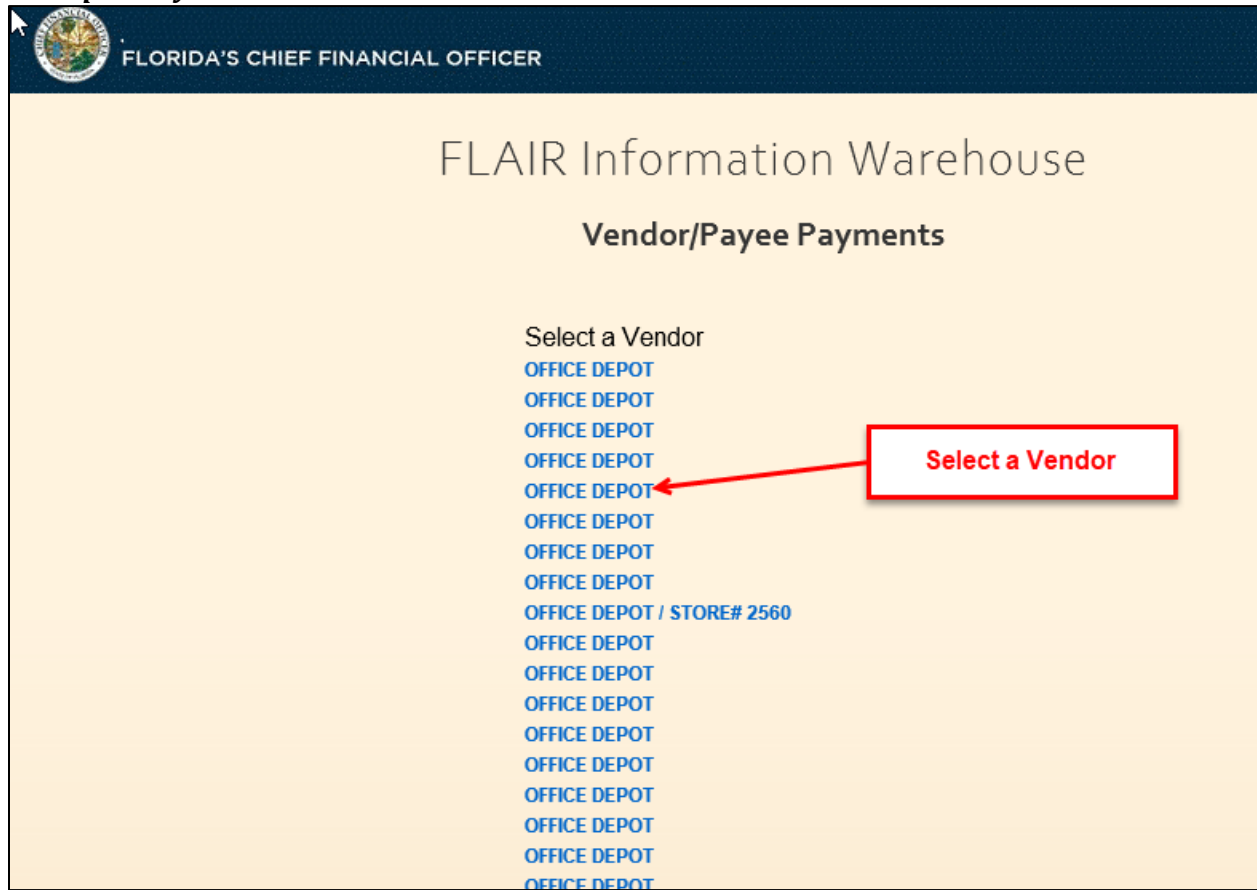 FLORIDA'S CHIEF FINANCIAL OFFICER
FLAIR Information Warehouse
Vendor/Payee Payments
Select a Vendor
OFFICE DEPOT
OFFICE DEPOT
OFFICE DEPOT
OFFICE DEPOT
Select a Vendor
OFFICE DEPOT
OFFICE DEPOT
OFFICE DEPOT
OFFICE DEPOT
OFFICE DEPOT / STORE# 2560
OFFICE DEPOT
OFFICE DEPOT
OFFICE DEPOT
OFFICE DEPOT
OFFICE DEPOT
OFFICE DEPOT
OFFICE DEPOT
OFFICE DEPOT
OFFICE DEPOT